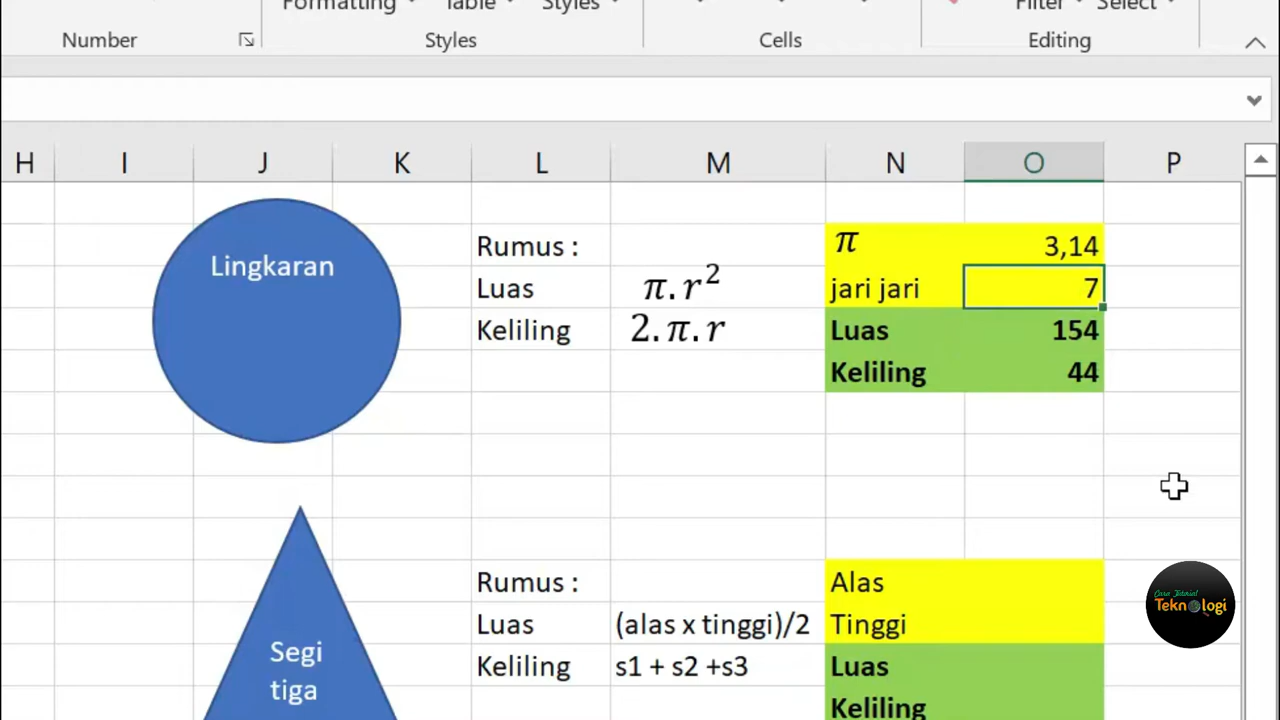 Formatting Table Styles Filter Select
Number Styles Cells Editing
H I J K L M N O P
Lingkaran
Rumus : π 3,14
Luas π.r² jari jari 7
Keliling 2.π.r Luas 154
Keliling 44
Rumus : Alas
Luas (alas x tinggi)/2 Tinggi
Keliling s1 + s2 +s3 Luas
Keliling
Segi
tiga
Cara Tutorial
Teknologi